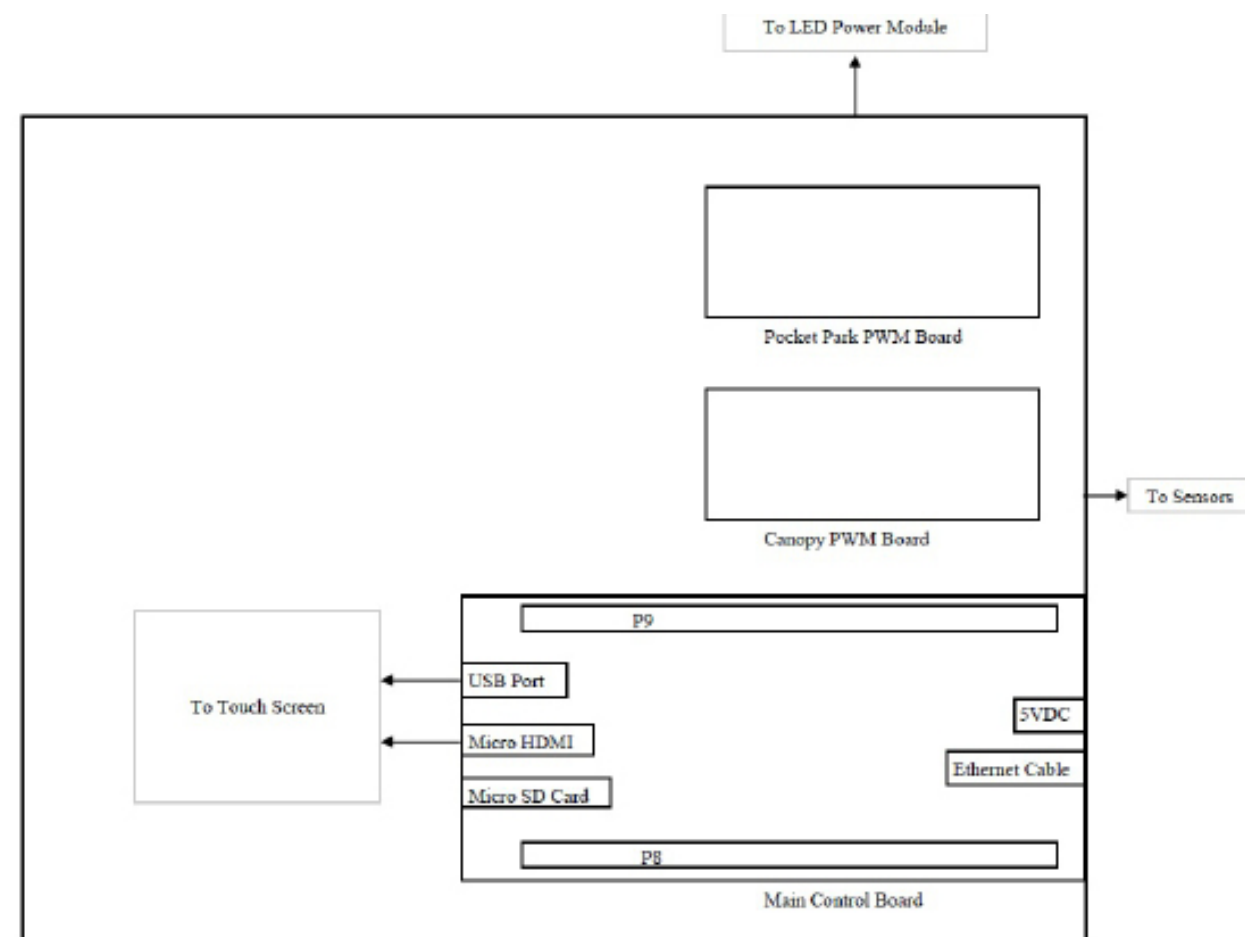 To LED Power Module
Pocket Park PWM Board
Canopy PWM Board
To Sensors
P9
USB Port
To Touch Screen
5VDC
Micro HDMI
Ethernet Cable
Micro SD Card
P8
Main Control Board